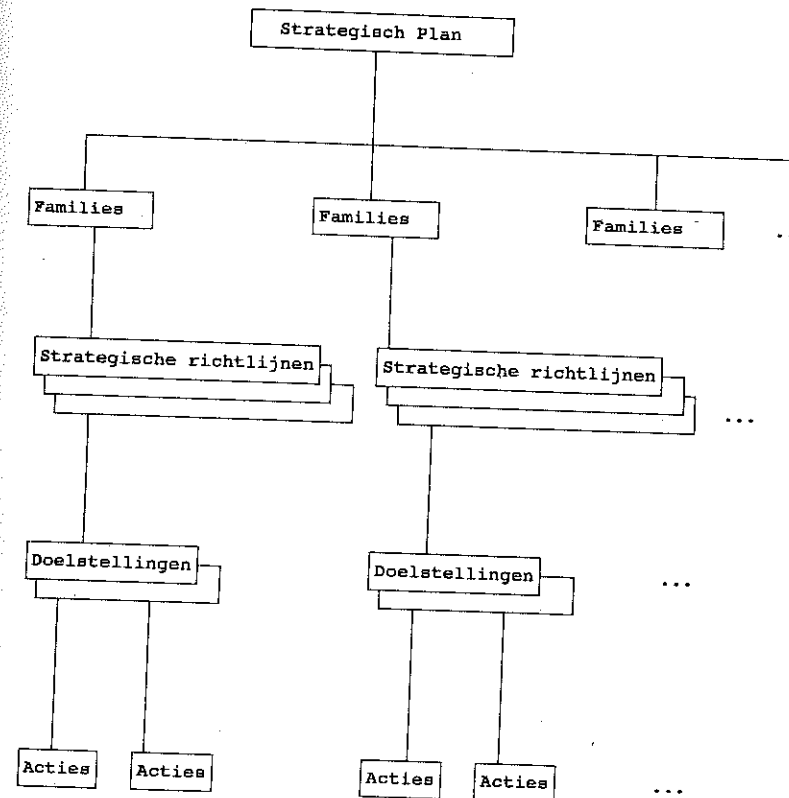 Strategisch Plan
Families
Families
Families
Strategische richtlijnen
Strategische richtlijnen
...
Doelstellingen
Doelstellingen
...
Acties
Acties
Acties
Acties
...